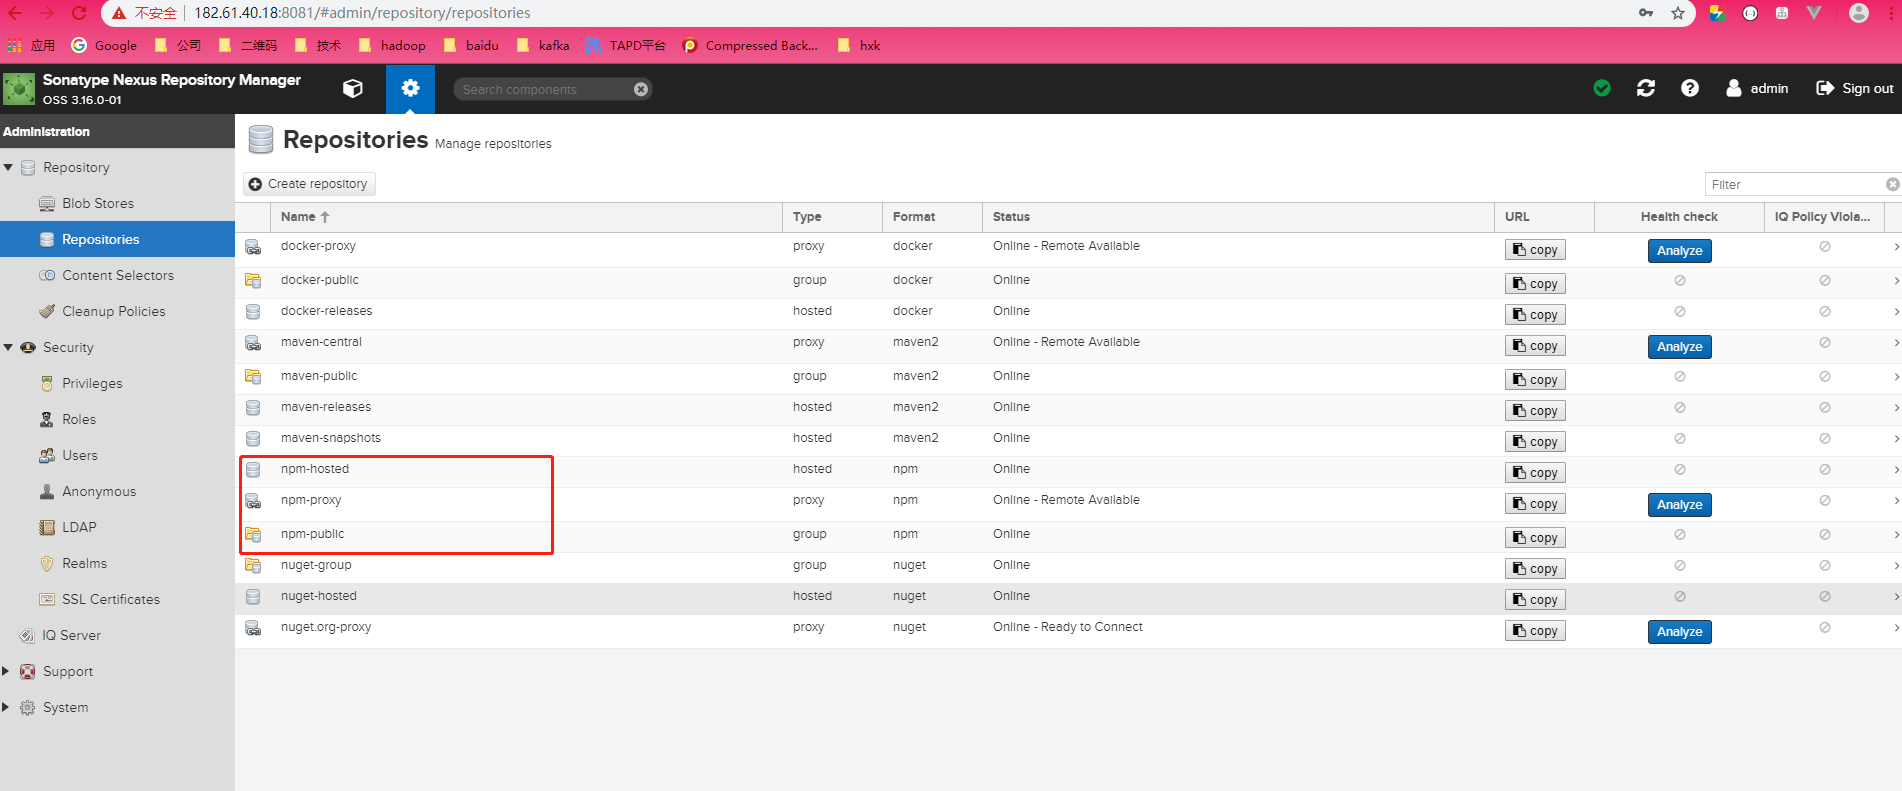 不安全 182.61.40.18:8081/#admin/repository/repositories
应用 Google 公司 二维码 技术 hadoop baidu kafka TAPD平台 Compressed Back... hxk
Sonatype Nexus Repository Manager
OSS 3.16.0-01
Search components
admin Sign out
Administration
Repository
Blob Stores
Repositories
Content Selectors
Cleanup Policies
Security
Privileges
Roles
Users
Anonymous
LDAP
Realms
SSL Certificates
IQ Server
Support
System
Repositories Manage repositories
Create repository
Filter
Name Type Format Status URL Health check IQ Policy Viola...
docker-proxy proxy docker Online - Remote Available copy Analyze
docker-public group docker Online copy
docker-releases hosted docker Online copy
maven-central proxy maven2 Online - Remote Available copy Analyze
maven-public group maven2 Online copy
maven-releases hosted maven2 Online copy
maven-snapshots hosted maven2 Online copy
npm-hosted hosted npm Online copy
npm-proxy proxy npm Online - Remote Available copy Analyze
npm-public group npm Online copy
nuget-group group nuget Online copy
nuget-hosted hosted nuget Online copy
nuget.org-proxy proxy nuget Online - Ready to Connect copy Analyze